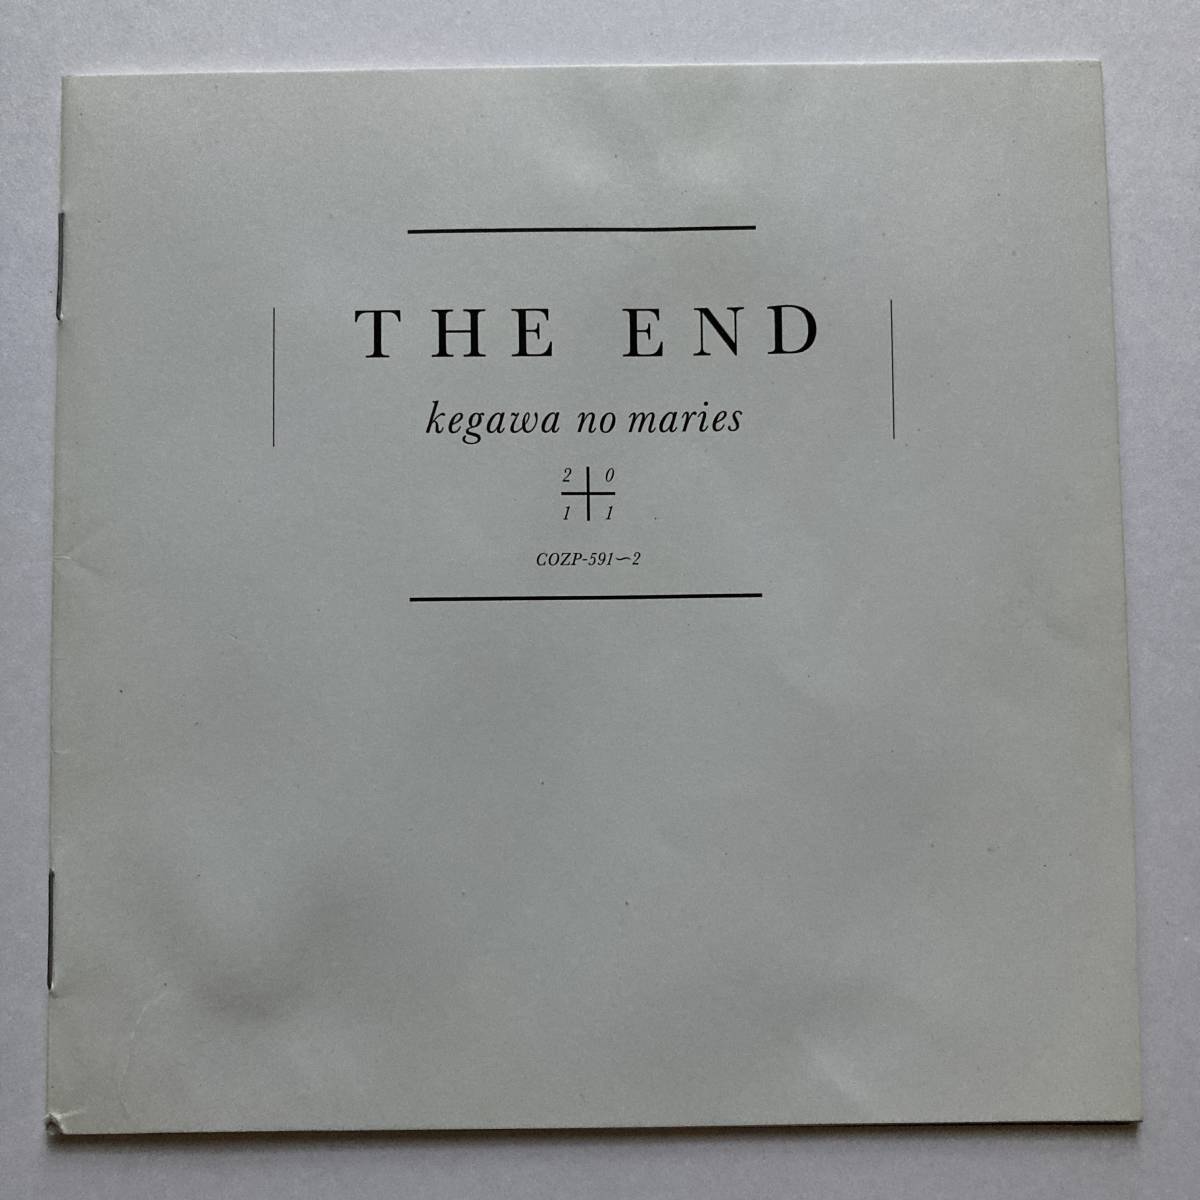 THE END
kegawa no maries
2 0
1 1
COZP-591〜2